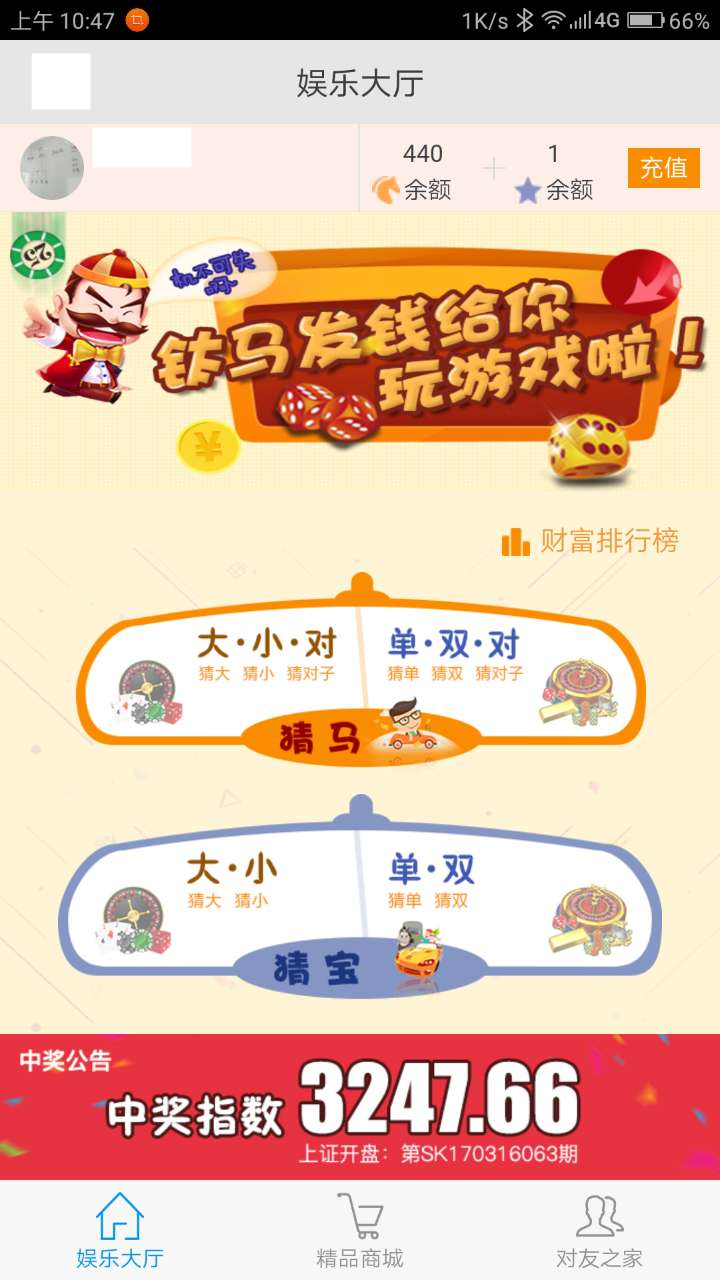 上午 10:47
1K/s 4G 66%
娱乐大厅
440
余额
1
余额
充值
25
机不可失
呀
钛马发钱给你
玩游戏啦！
¥
财富排行榜
大·小·对
猜大 猜小 猜对子
单·双·对
猜单 猜双 猜对子
猜马
大·小
猜大 猜小
单·双
猜单 猜双
猜宝
中奖公告
中奖指数 3247.66
上证开盘：第SK170316063期
娱乐大厅
精品商城
对友之家